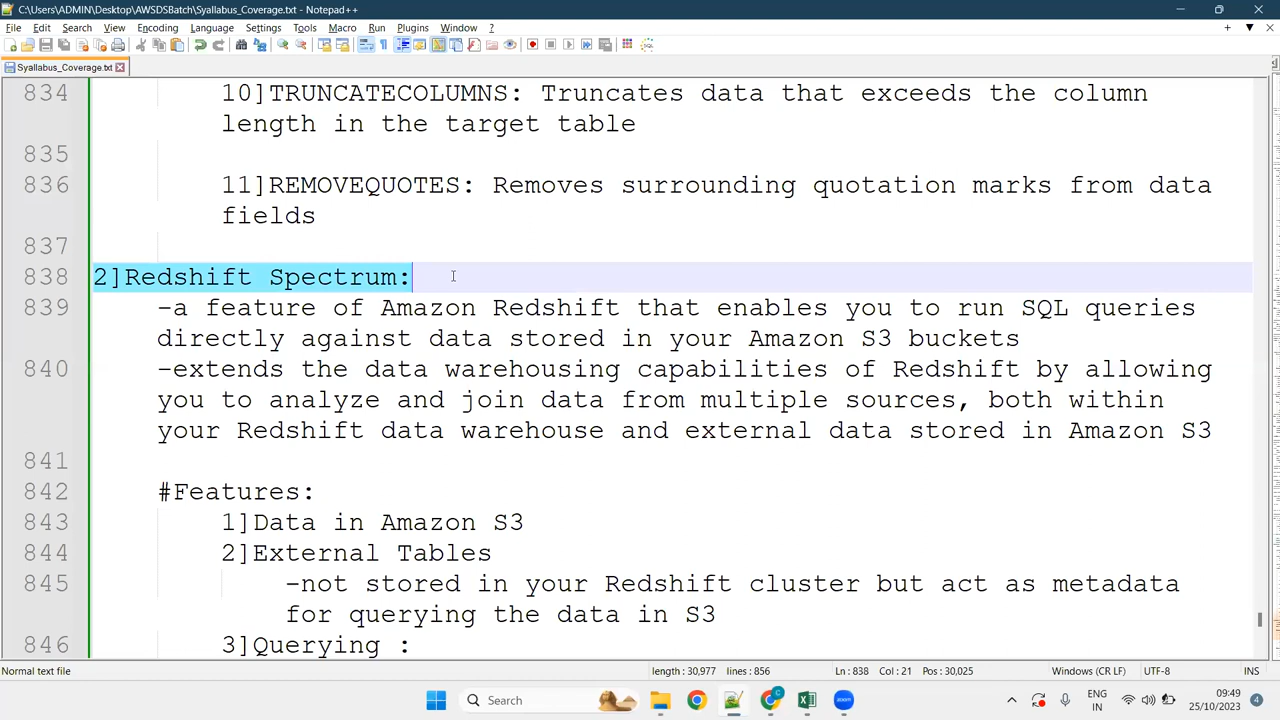 C:\Users\ADMIN\Desktop\AWSDSBatch\Syallabus_Coverage.txt - Notepad++
File Edit Search View Encoding Language Settings Tools Macro Run Plugins Window ?
Syallabus_Coverage.txt
834 10]TRUNCATECOLUMNS: Truncates data that exceeds the column
length in the target table
835
836 11]REMOVEQUOTES: Removes surrounding quotation marks from data
fields
837
838 2]Redshift Spectrum:
839 -a feature of Amazon Redshift that enables you to run SQL queries
directly against data stored in your Amazon S3 buckets
840 -extends the data warehousing capabilities of Redshift by allowing
you to analyze and join data from multiple sources, both within
your Redshift data warehouse and external data stored in Amazon S3
841
842 #Features:
843 1]Data in Amazon S3
844 2]External Tables
845 -not stored in your Redshift cluster but act as metadata
for querying the data in S3
846 3]Querying :
Normal text file length : 30,977 lines : 856 Ln : 838 Col : 21 Pos : 30,025 Windows (CR LF) UTF-8 INS
Search
zoom
ENG
IN
09:49
25/10/2023
4